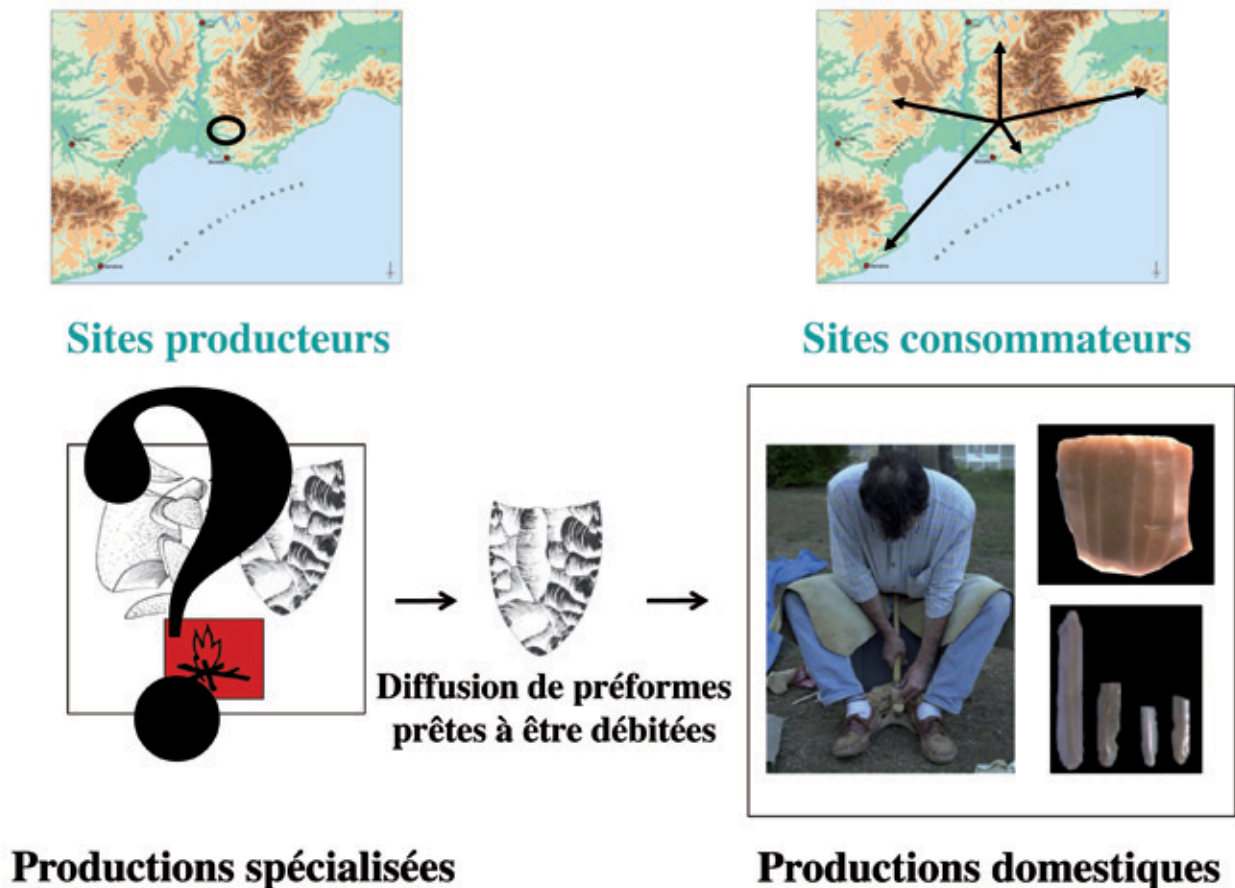 Sites producteurs
Sites consommateurs
Diffusion de préformes
prêtes à être débitées
Productions spécialisées
Productions domestiques